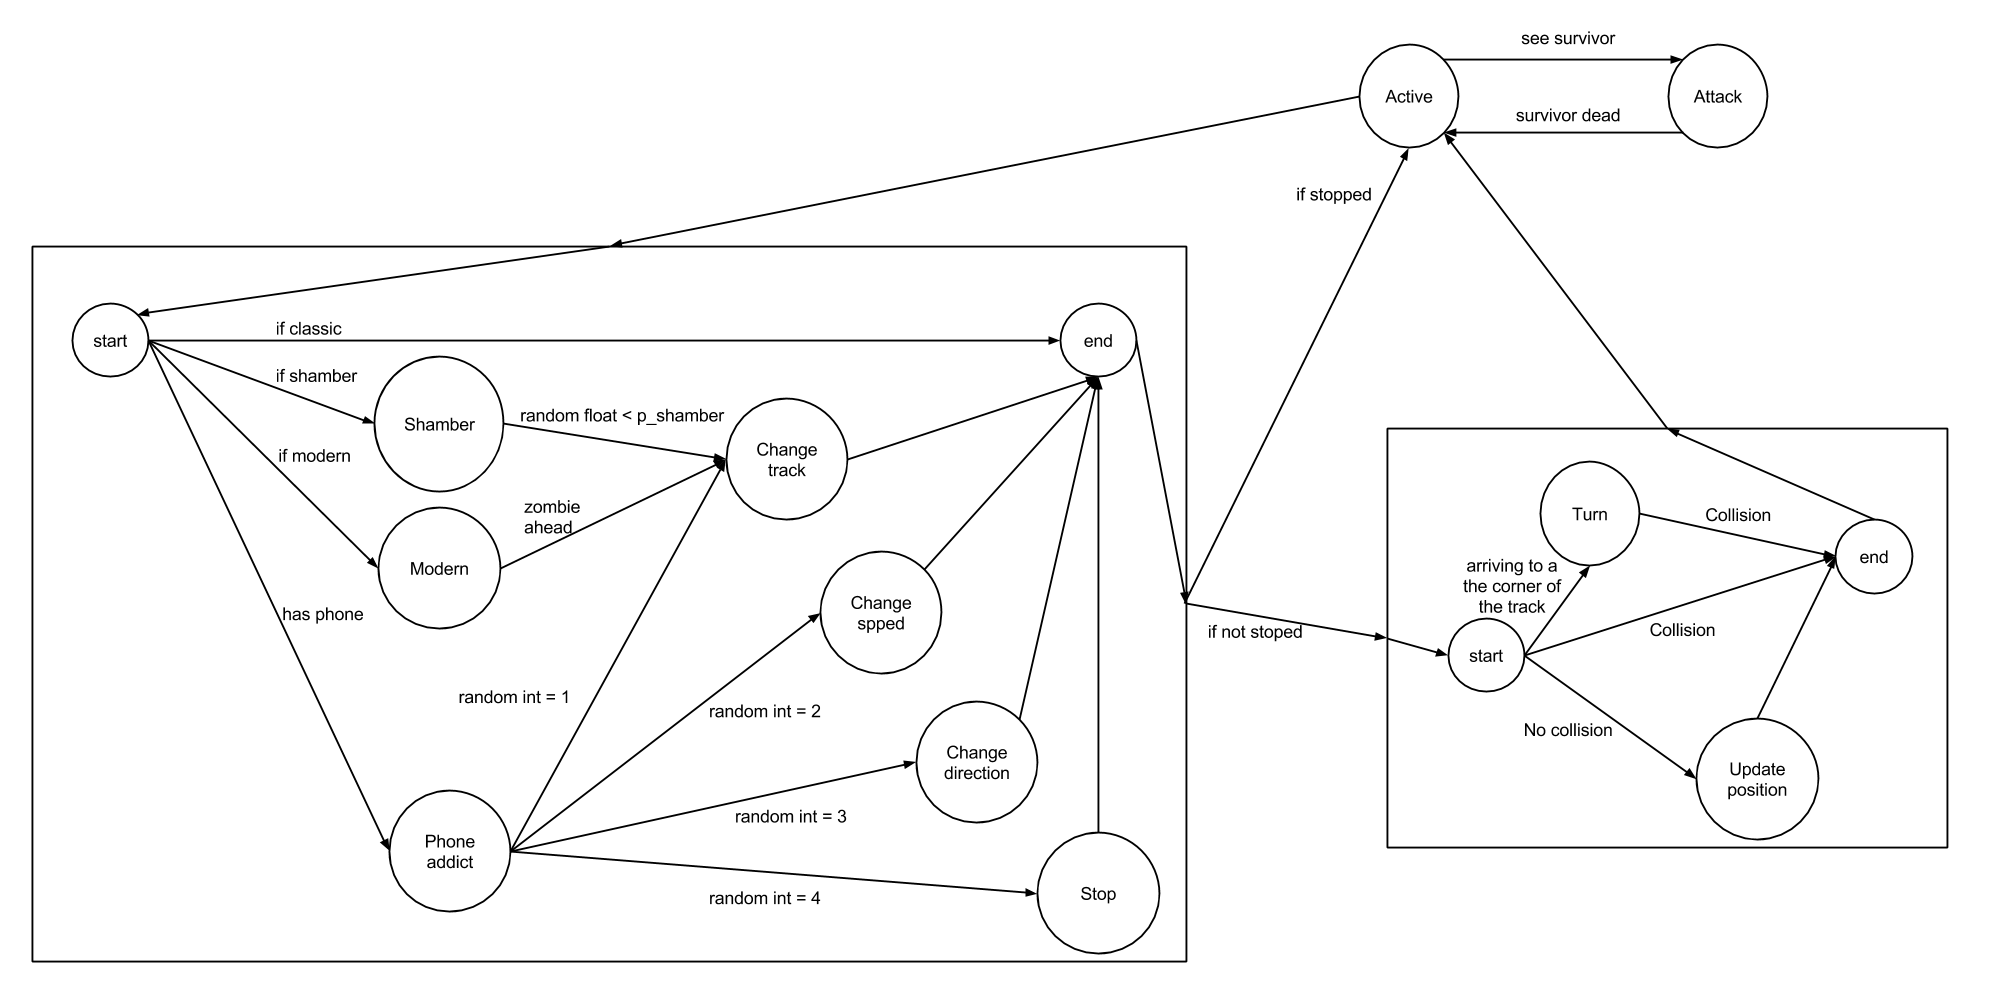 see survivor
Active
Attack
survivor dead
if stopped
start
if classic
end
if shamber
Shamber
random float < p_shamber
Change
track
if modern
Modern
zombie
ahead
has phone
Change
spped
random int = 1
random int = 2
Change
direction
random int = 3
Phone
addict
random int = 4
Stop
if not stoped
Turn
Collision
end
arriving to a
the corner of
the track
start
Collision
No collision
Update
position